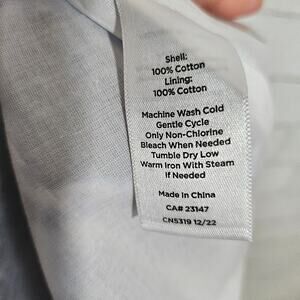 Shell:
100% Cotton
Lining:
100% Cotton
Machine Wash Cold
Gentle Cycle
Only Non-Chlorine
Bleach When Needed
Tumble Dry Low
Warm Iron With Steam
If Needed
Made in China
CA# 23147
CN5319 12/22